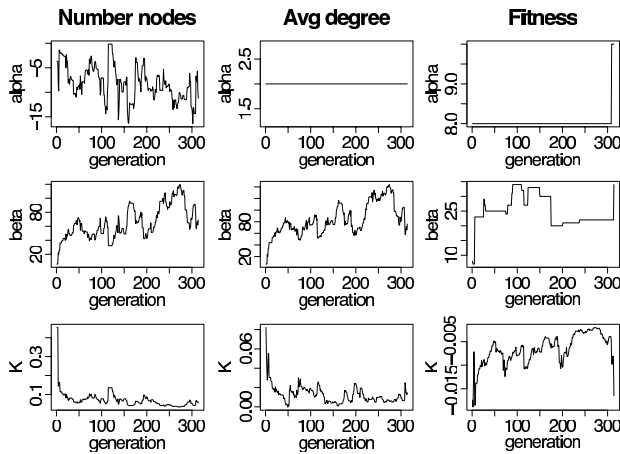 Number nodes Avg degree Fitness
alpha
-15 -5
0 100 200 300
generation
alpha
1.5 2.5
0 100 200 300
generation
alpha
8.0 9.0
0 100 200 300
generation
beta
20 80
0 100 200 300
generation
beta
20 80
0 100 200 300
generation
beta
10 25
0 100 200 300
generation
K
0.1 0.3
0 100 200 300
generation
K
0.00 0.06
0 100 200 300
generation
K
-0.015 -0.005
0 100 200 300
generation